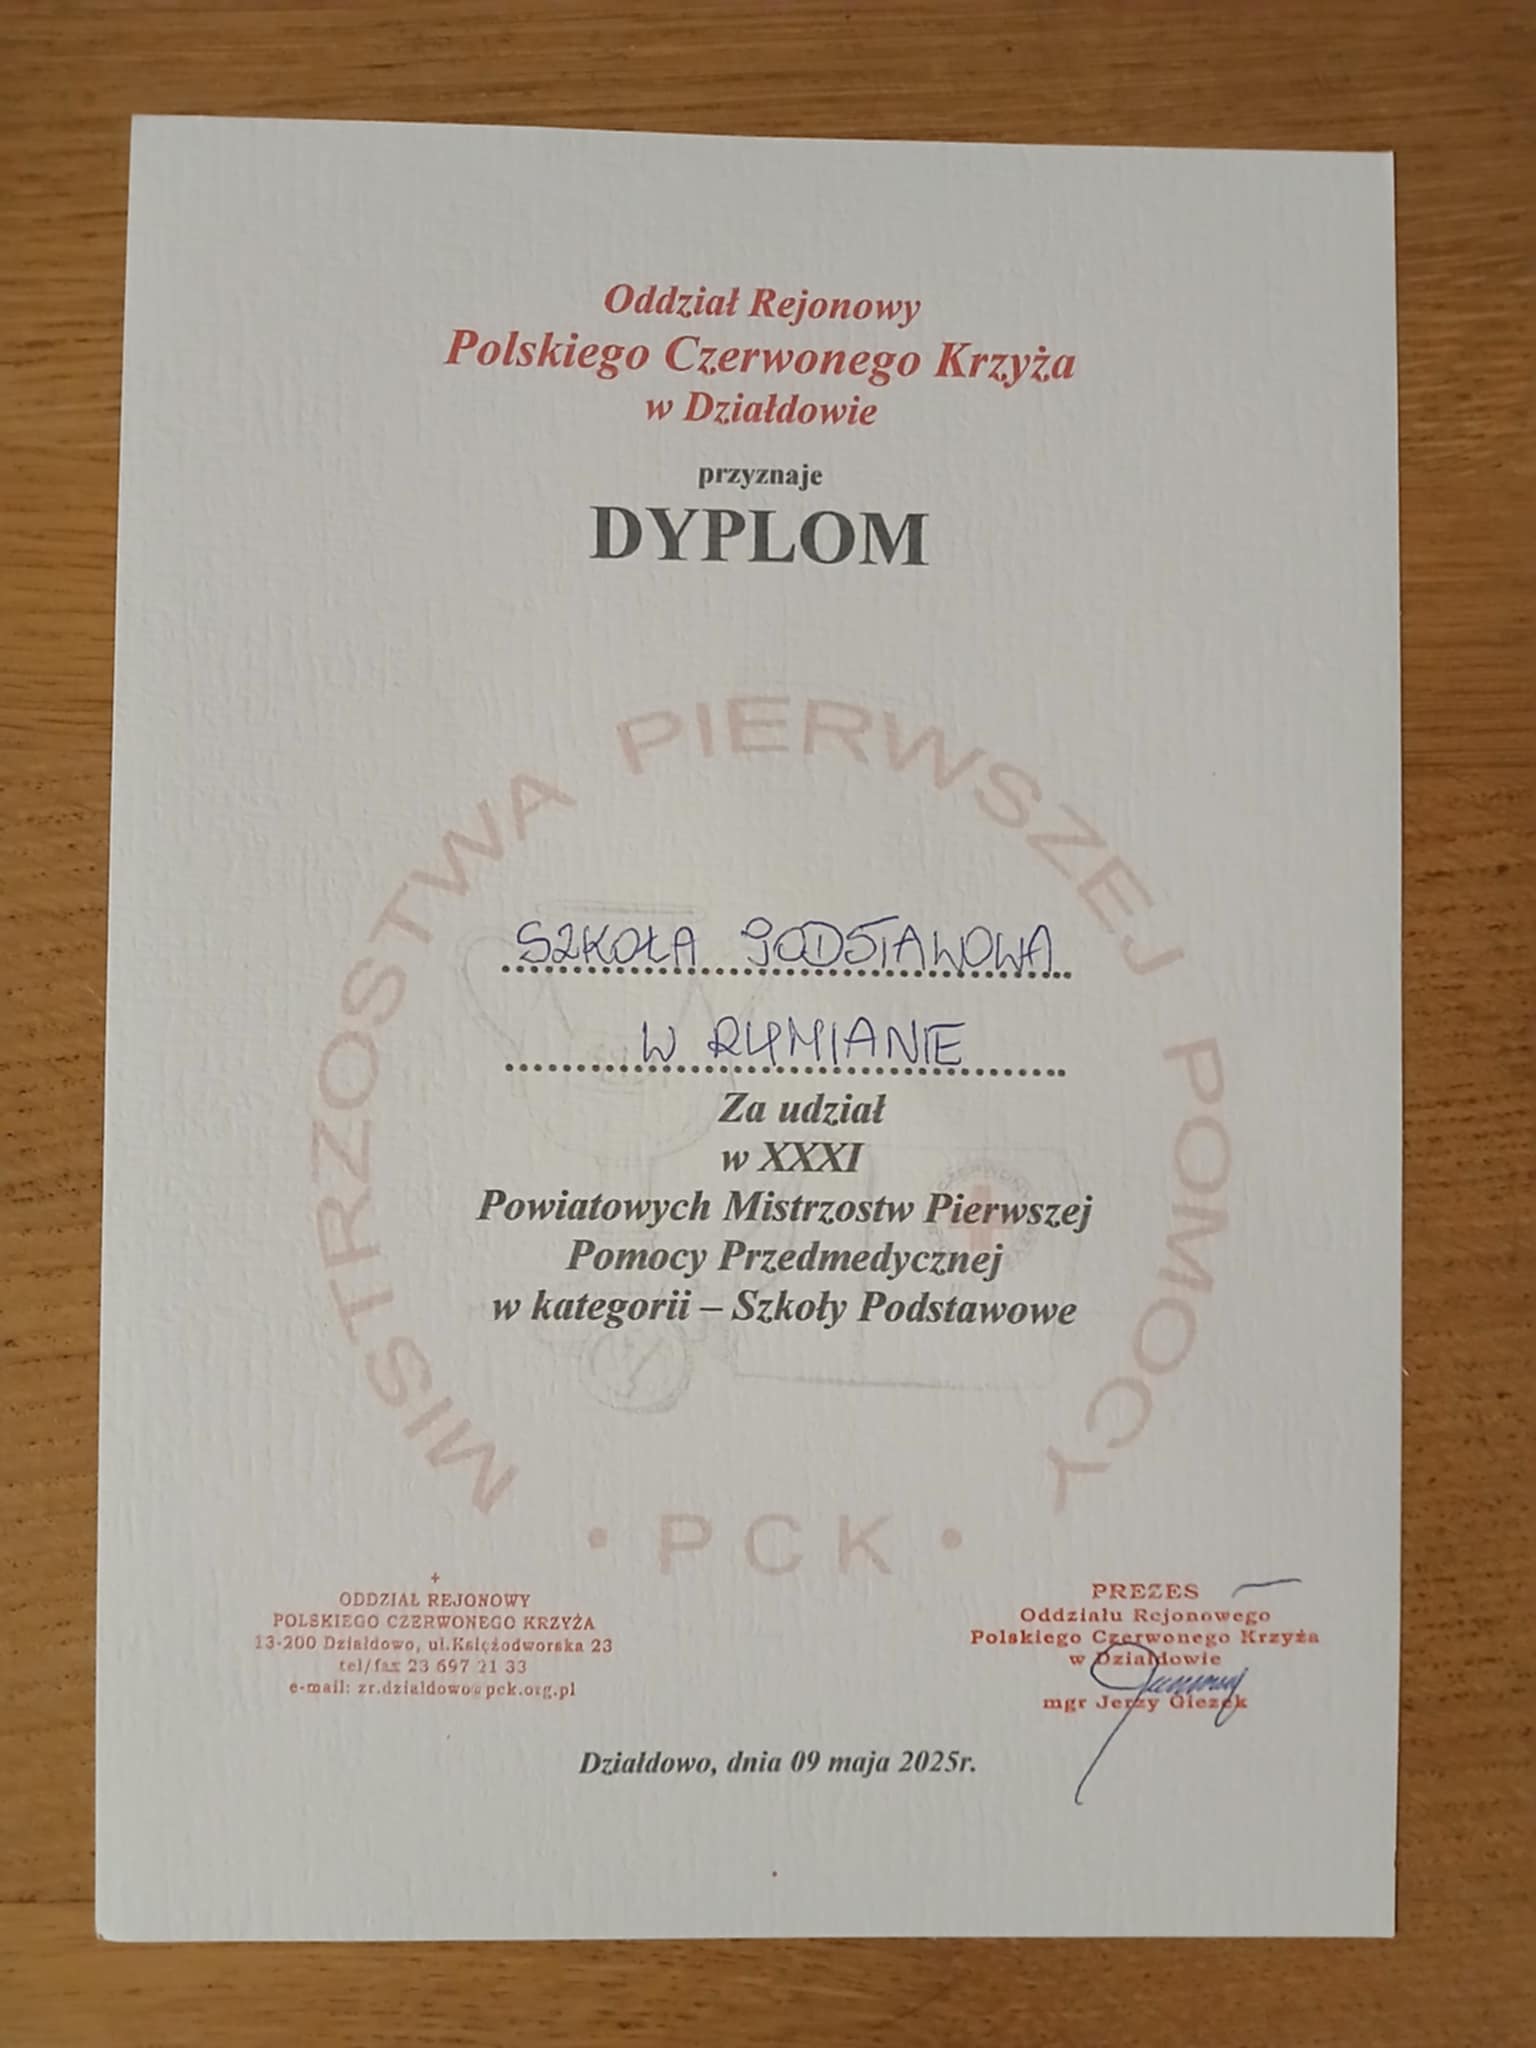 Oddział Rejonowy
Polskiego Czerwonego Krzyża
w Działdowie
przyznaje
DYPLOM
MISTRZOSTWA PIERWSZEJ POMOCY
SZKOŁA PODSTAWOWA
W RUMIANIE
Za udział
w XXXI
Powiatowych Mistrzostw Pierwszej
Pomocy Przedmedycznej
w kategorii – Szkoły Podstawowe
• PCK •
ODDZIAŁ REJONOWY
POLSKIEGO CZERWONEGO KRZYŻA
13-200 Działdowo, ul.Księżodworska 23
tel/fax 23 697 21 33
e-mail: zr.dzialdowo@pck.org.pl
PREZES
Oddziału Rejonowego
Polskiego Czerwonego Krzyża
w Działdowie
mgr Jerzy Giezek
Działdowo, dnia 09 maja 2025r.